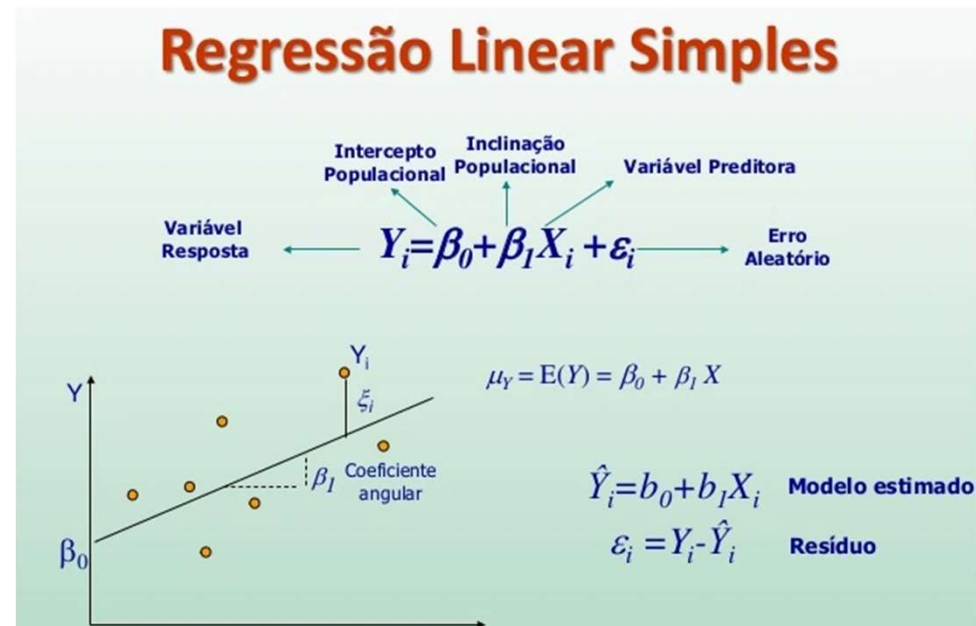 Regressão Linear Simples
Intercepto
Populacional
Inclinação
Populacional
Variável Preditora
Variável
Resposta
Yᵢ=β₀+β₁Xᵢ+εᵢ
Erro
Aleatório
Yᵢ
Y
ξᵢ
μ_Y = E(Y) = β₀ + β₁ X
β₁
Coeficiente
angular
β₀
Ŷᵢ=b₀+b₁Xᵢ
Modelo estimado
εᵢ =Yᵢ-Ŷᵢ
Resíduo